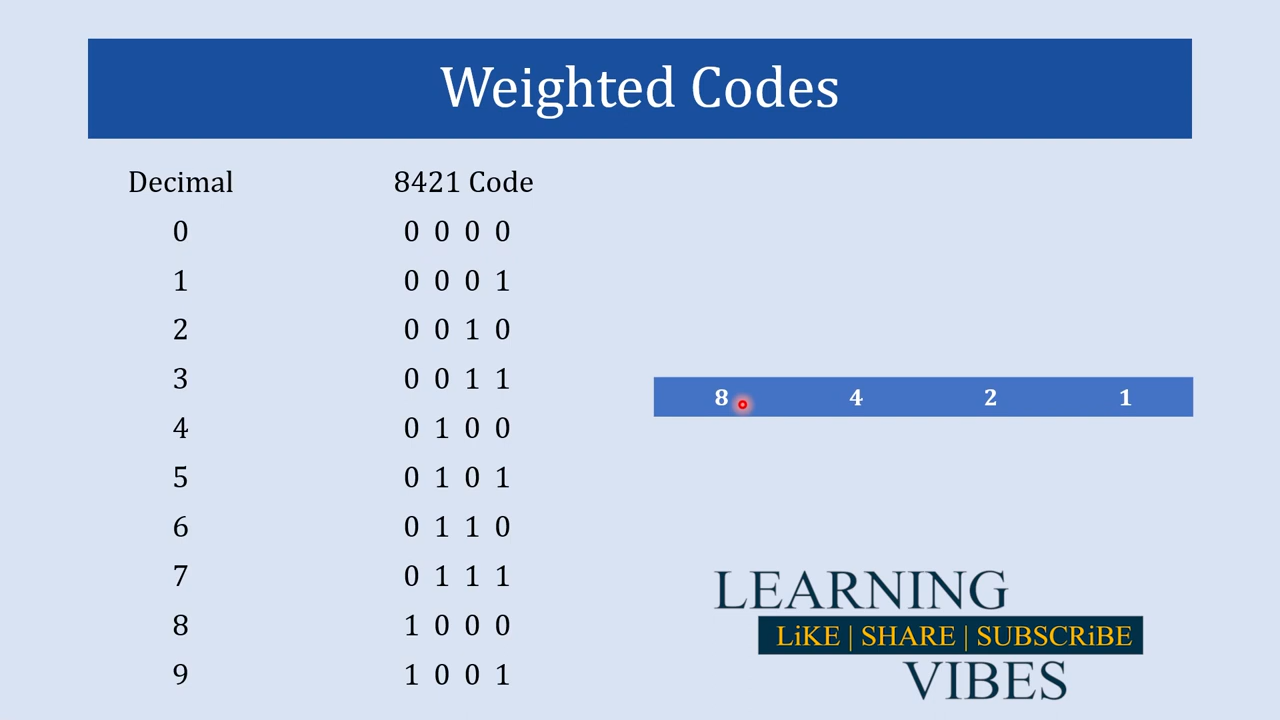 Weighted Codes
Decimal 8421 Code
0 0 0 0 0
1 0 0 0 1
2 0 0 1 0
3 0 0 1 1
8 4 2 1
4 0 1 0 0
5 0 1 0 1
6 0 1 1 0
7 0 1 1 1
8 1 0 0 0
9 1 0 0 1
LEARNING
LiKE | SHARE | SUBSCRiBE
VIBES